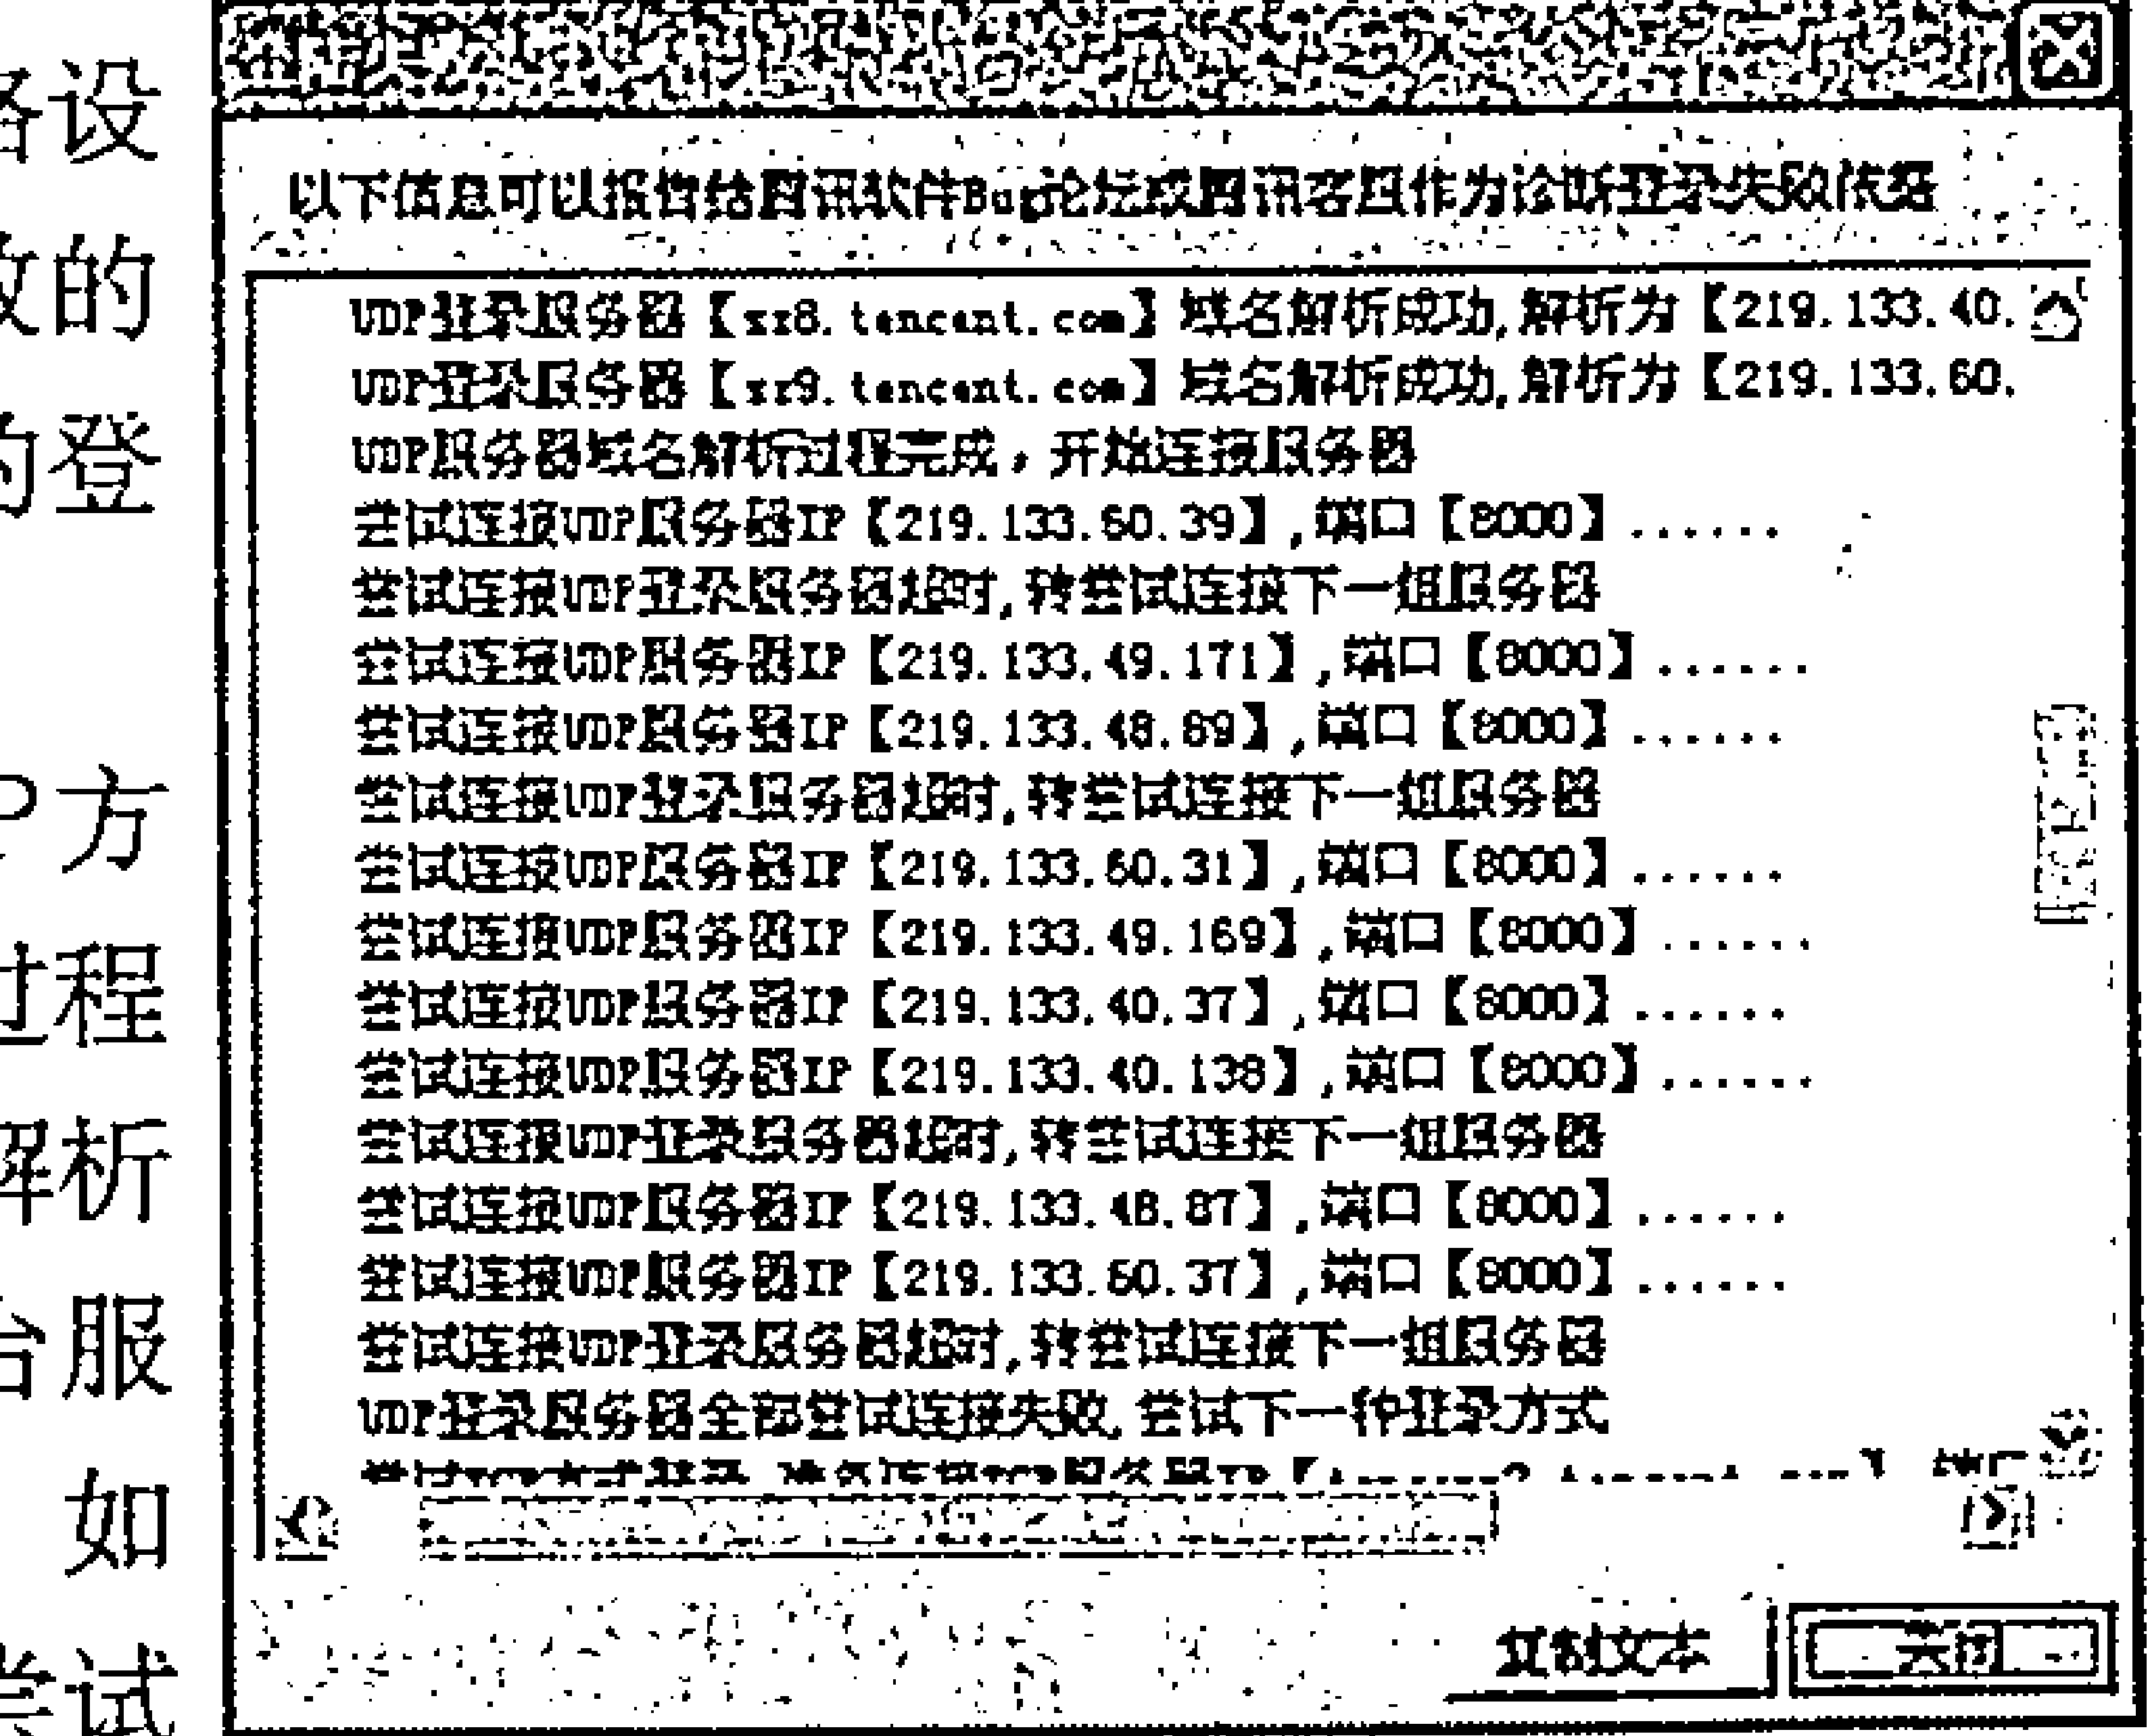 设
的
登
P方
过程
解析
台服
如
尝试
以下信息可以报告给腾讯软件Bug论坛或腾讯客服作为诊断登录失败依据
UDP登录服务器【sz8.tencent.com】域名解析成功,解析为【219.133.40.
UDP登录服务器【sz9.tencent.com】域名解析成功,解析为【219.133.60.
UDP服务器域名解析过程完成，开始连接服务器
尝试连接UDP服务器IP【219.133.60.39】,端口【8000】......
尝试连接UDP登录服务器超时,转尝试连接下一组服务器
尝试连接UDP服务器IP【219.133.49.171】,端口【8000】......
尝试连接UDP服务器IP【219.133.48.89】,端口【8000】......
尝试连接UDP登录服务器超时,转尝试连接下一组服务器
尝试连接UDP服务器IP【219.133.60.31】,端口【8000】......
尝试连接UDP服务器IP【219.133.49.169】,端口【8000】......
尝试连接UDP服务器IP【219.133.40.37】,端口【8000】......
尝试连接UDP服务器IP【219.133.40.138】,端口【8000】......
尝试连接UDP登录服务器超时,转尝试连接下一组服务器
尝试连接UDP服务器IP【219.133.48.87】,端口【8000】......
尝试连接UDP服务器IP【219.133.60.37】,端口【8000】......
尝试连接UDP登录服务器超时,转尝试连接下一组服务器
UDP登录服务器全部尝试连接失败,尝试下一种登录方式
复制文本
关闭